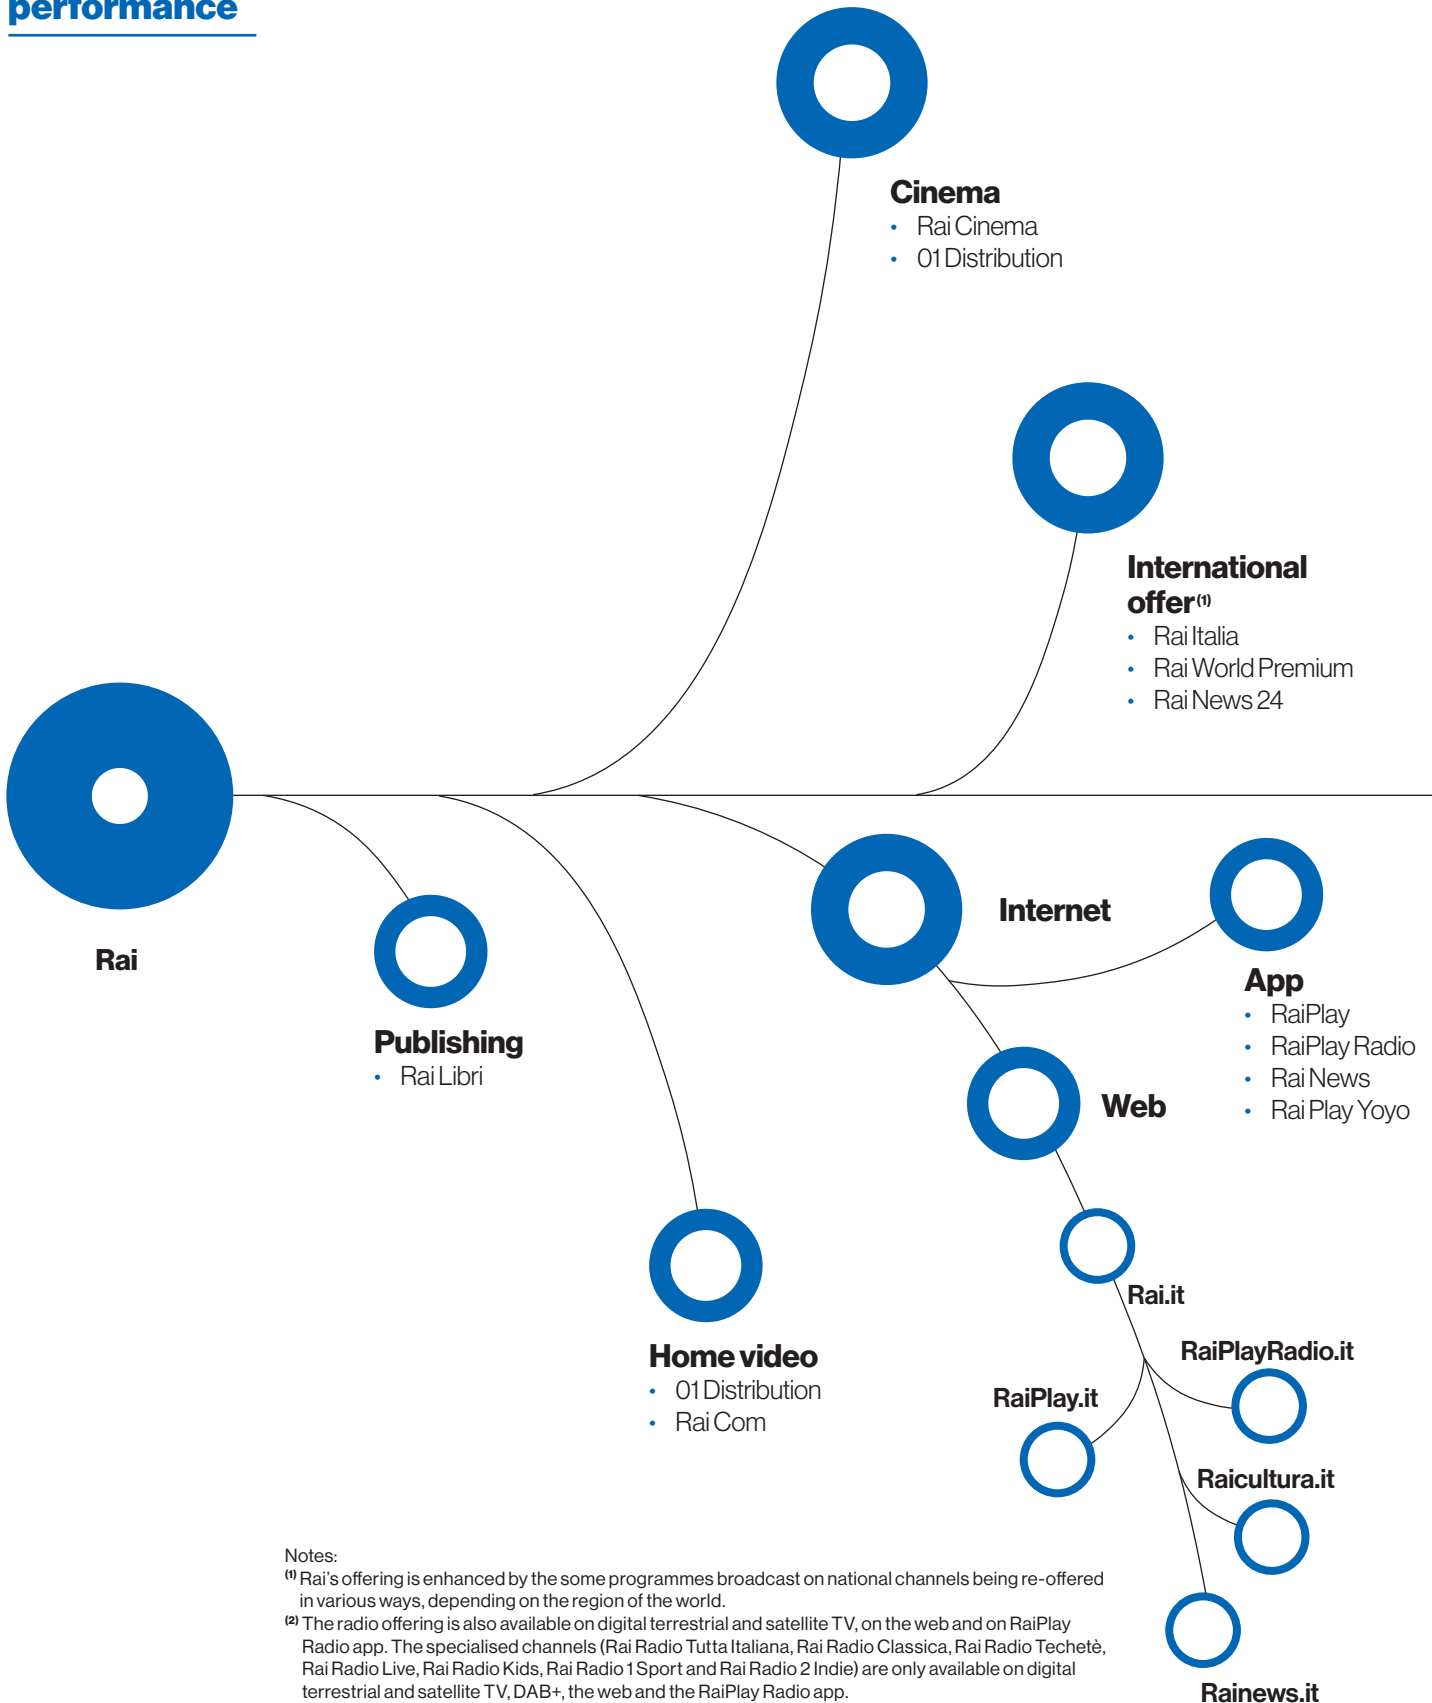 performance
Cinema
• Rai Cinema
• 01 Distribution
International
offer(1)
• Rai Italia
• Rai World Premium
• Rai News 24
Rai
Publishing
• Rai Libri
Internet
App
• RaiPlay
• RaiPlay Radio
• Rai News
• Rai Play Yoyo
Web
Home video
• 01 Distribution
• Rai Com
Rai.it
RaiPlayRadio.it
RaiPlay.it
Raicultura.it
Rainews.it
Notes:
(1) Rai's offering is enhanced by the some programmes broadcast on national channels being re-offered
in various ways, depending on the region of the world.
(2) The radio offering is also available on digital terrestrial and satellite TV, on the web and on RaiPlay
Radio app. The specialised channels (Rai Radio Tutta Italiana, Rai Radio Classica, Rai Radio Techetè,
Rai Radio Live, Rai Radio Kids, Rai Radio 1 Sport and Rai Radio 2 Indie) are only available on digital
terrestrial and satellite TV, DAB+, the web and the RaiPlay Radio app.